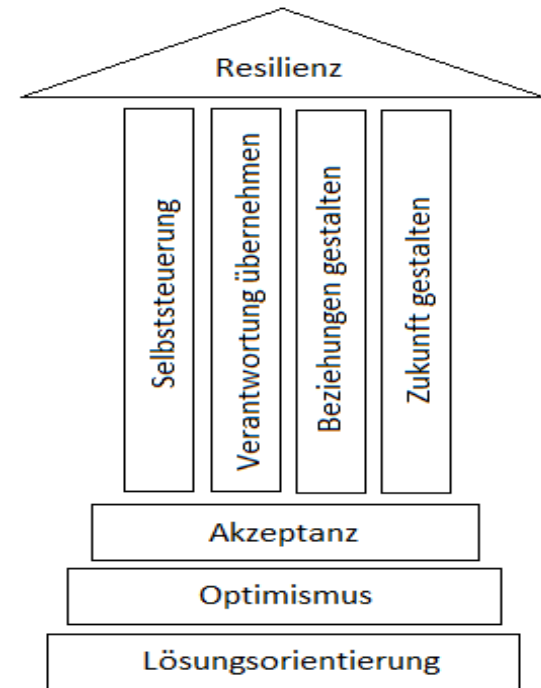 Resilienz
Selbststeuerung
Verantwortung übernehmen
Beziehungen gestalten
Zukunft gestalten
Akzeptanz
Optimismus
Lösungsorientierung